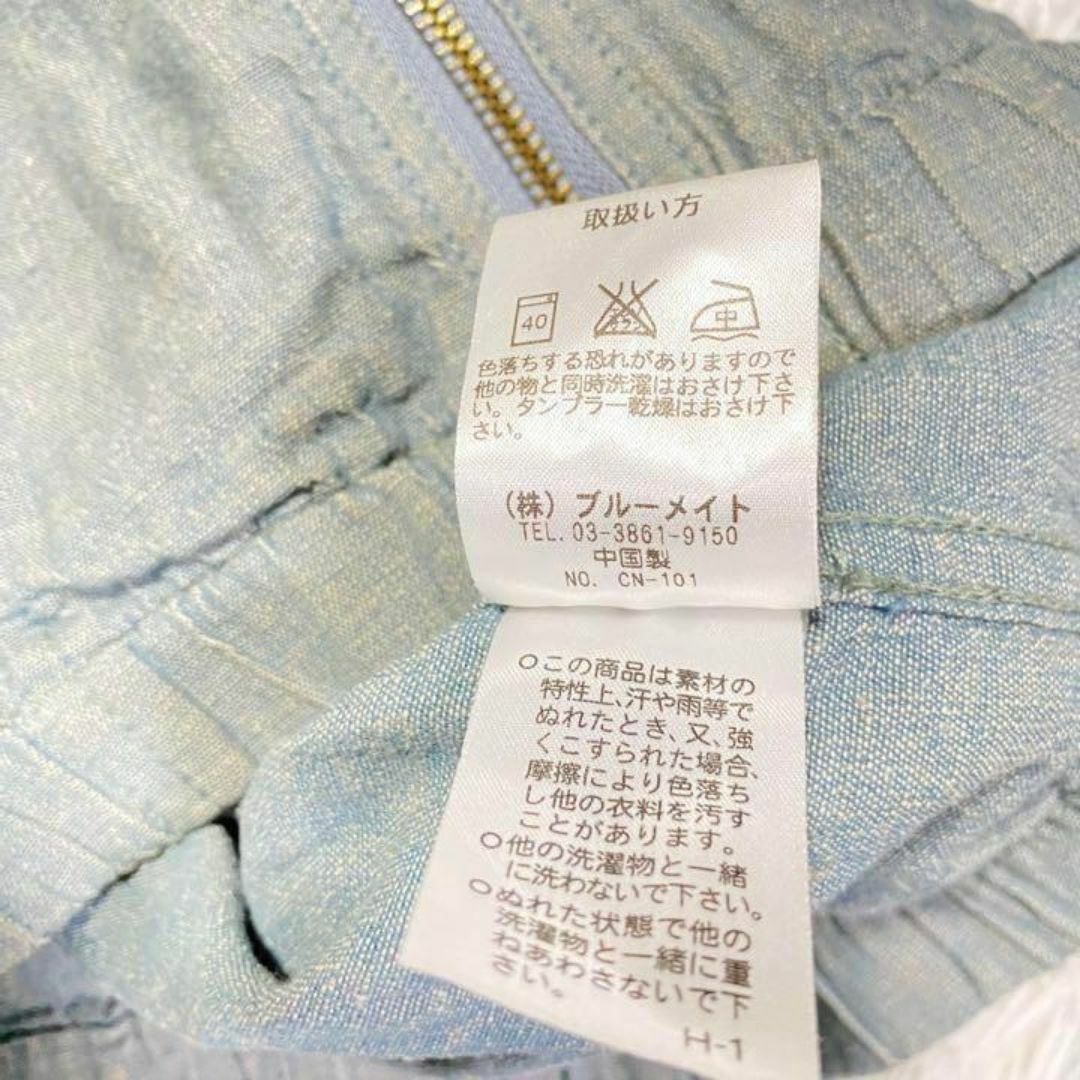 取扱い方
40
中
色落ちする恐れがありますので
他の物と同時洗濯はおさけ下さ
い。タンブラー乾燥はおさけ下
さい。
(株) ブルーメイト
TEL. 03-3861-9150
中国製
NO. CN-101
○この商品は素材の
特性上、汗や雨等で
ぬれたとき、又、強
くこすられた場合、
摩擦により色落ち
し他の衣料を汚す
ことがあります。
○他の洗濯物と一緒
に洗わないで下さい。
○ぬれた状態で他の
洗濯物と一緒に重
ねあわさないで下
さい。
H-1